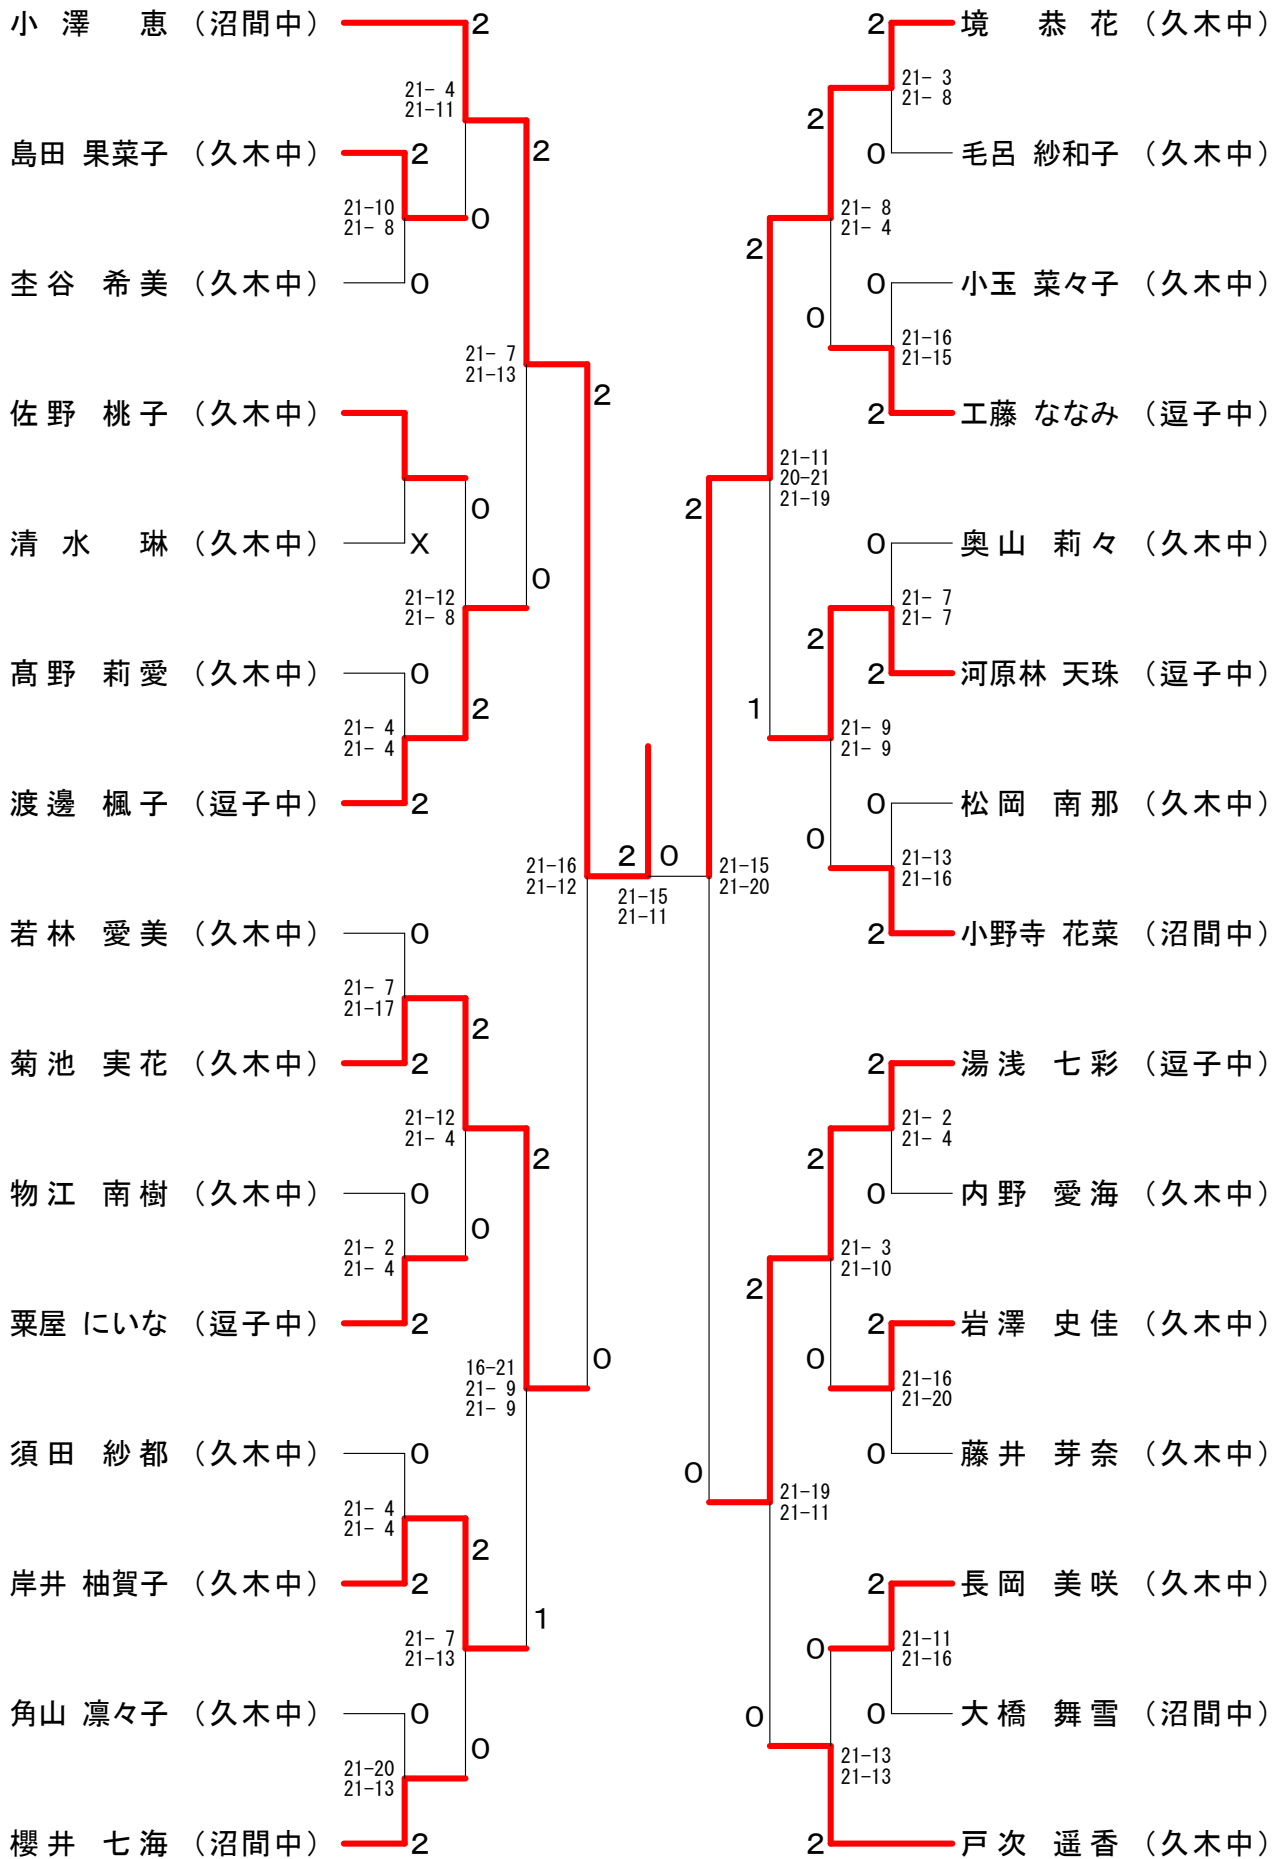 小澤 恵 （沼間中） 2
21- 4
21-11
島田 果菜子 （久木中） 2
2
21-10
21- 8
0
杢谷 希美 （久木中） 0
21- 7
21-13
2
佐野 桃子 （久木中）
0
清水 琳 （久木中） X
0
21-12
21- 8
髙野 莉愛 （久木中） 0
2
21- 4
21- 4
渡邊 楓子 （逗子中） 2
21-16
21-12
2 0
21-15
21-11
若林 愛美 （久木中） 0
21- 7
21-17
2
菊池 実花 （久木中） 2
21-12
21- 4
2
物江 南樹 （久木中） 0
0
21- 2
21- 4
粟屋 にいな （逗子中） 2
0
16-21
21- 9
21- 9
須田 紗都 （久木中） 0
21- 4
21- 4
2
岸井 柚賀子 （久木中） 2
1
21- 7
21-13
角山 凛々子 （久木中） 0
0
21-20
21-13
櫻井 七海 （沼間中） 2
2 境 恭花 （久木中）
21- 3
21- 8
2
0 毛呂 紗和子 （久木中）
21- 8
21- 4
2
0 小玉 菜々子 （久木中）
0
21-16
21-15
2 工藤 ななみ （逗子中）
21-11
20-21
21-19
2
0 奥山 莉々 （久木中）
21- 7
21- 7
2
2 河原林 天珠 （逗子中）
1
21- 9
21- 9
0 松岡 南那 （久木中）
0
21-13
21-16
21-15
21-20
2 小野寺 花菜 （沼間中）
2 湯浅 七彩 （逗子中）
21- 2
21- 4
2
0 内野 愛海 （久木中）
21- 3
21-10
2
2 岩澤 史佳 （久木中）
0
21-16
21-20
0 藤井 芽奈 （久木中）
0
21-19
21-11
2 長岡 美咲 （久木中）
0
21-11
21-16
0 大橋 舞雪 （沼間中）
0
21-13
21-13
2 戸次 遥香 （久木中）